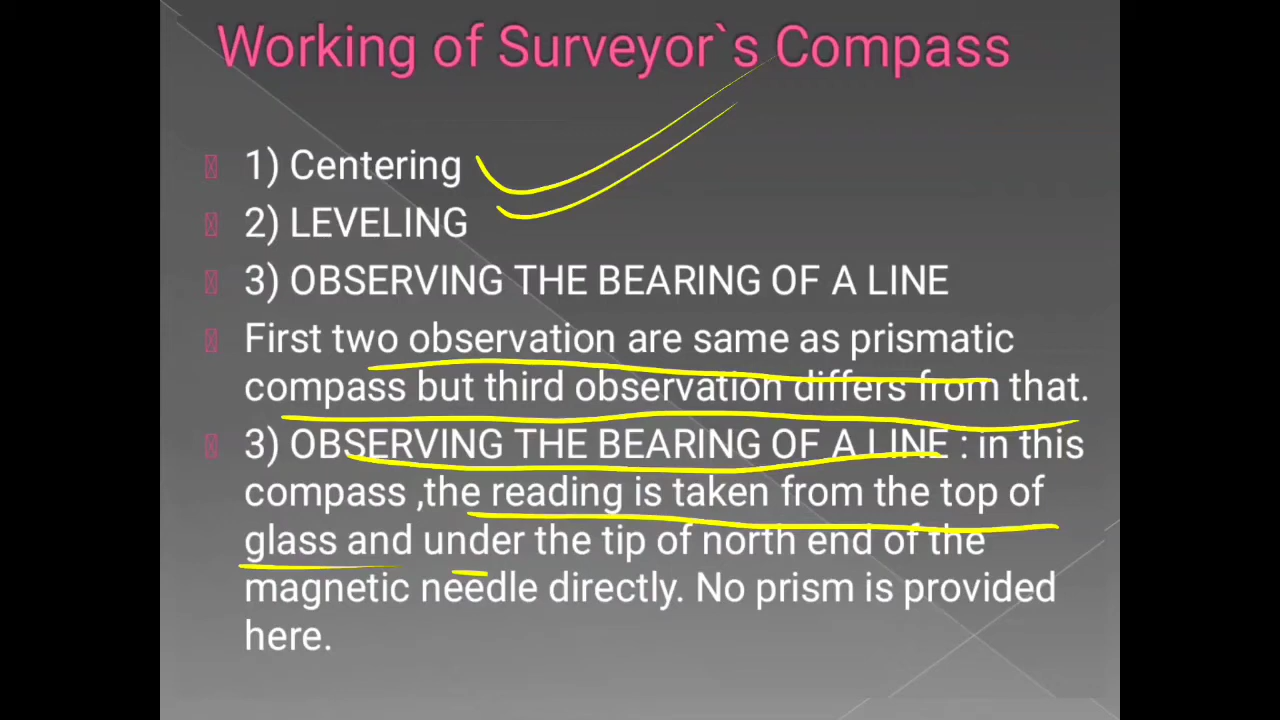 Working of Surveyor`s Compass
1) Centering
2) LEVELING
3) OBSERVING THE BEARING OF A LINE
First two observation are same as prismatic
compass but third observation differs from that.
3) OBSERVING THE BEARING OF A LINE : in this
compass ,the reading is taken from the top of
glass and under the tip of north end of the
magnetic needle directly. No prism is provided
here.